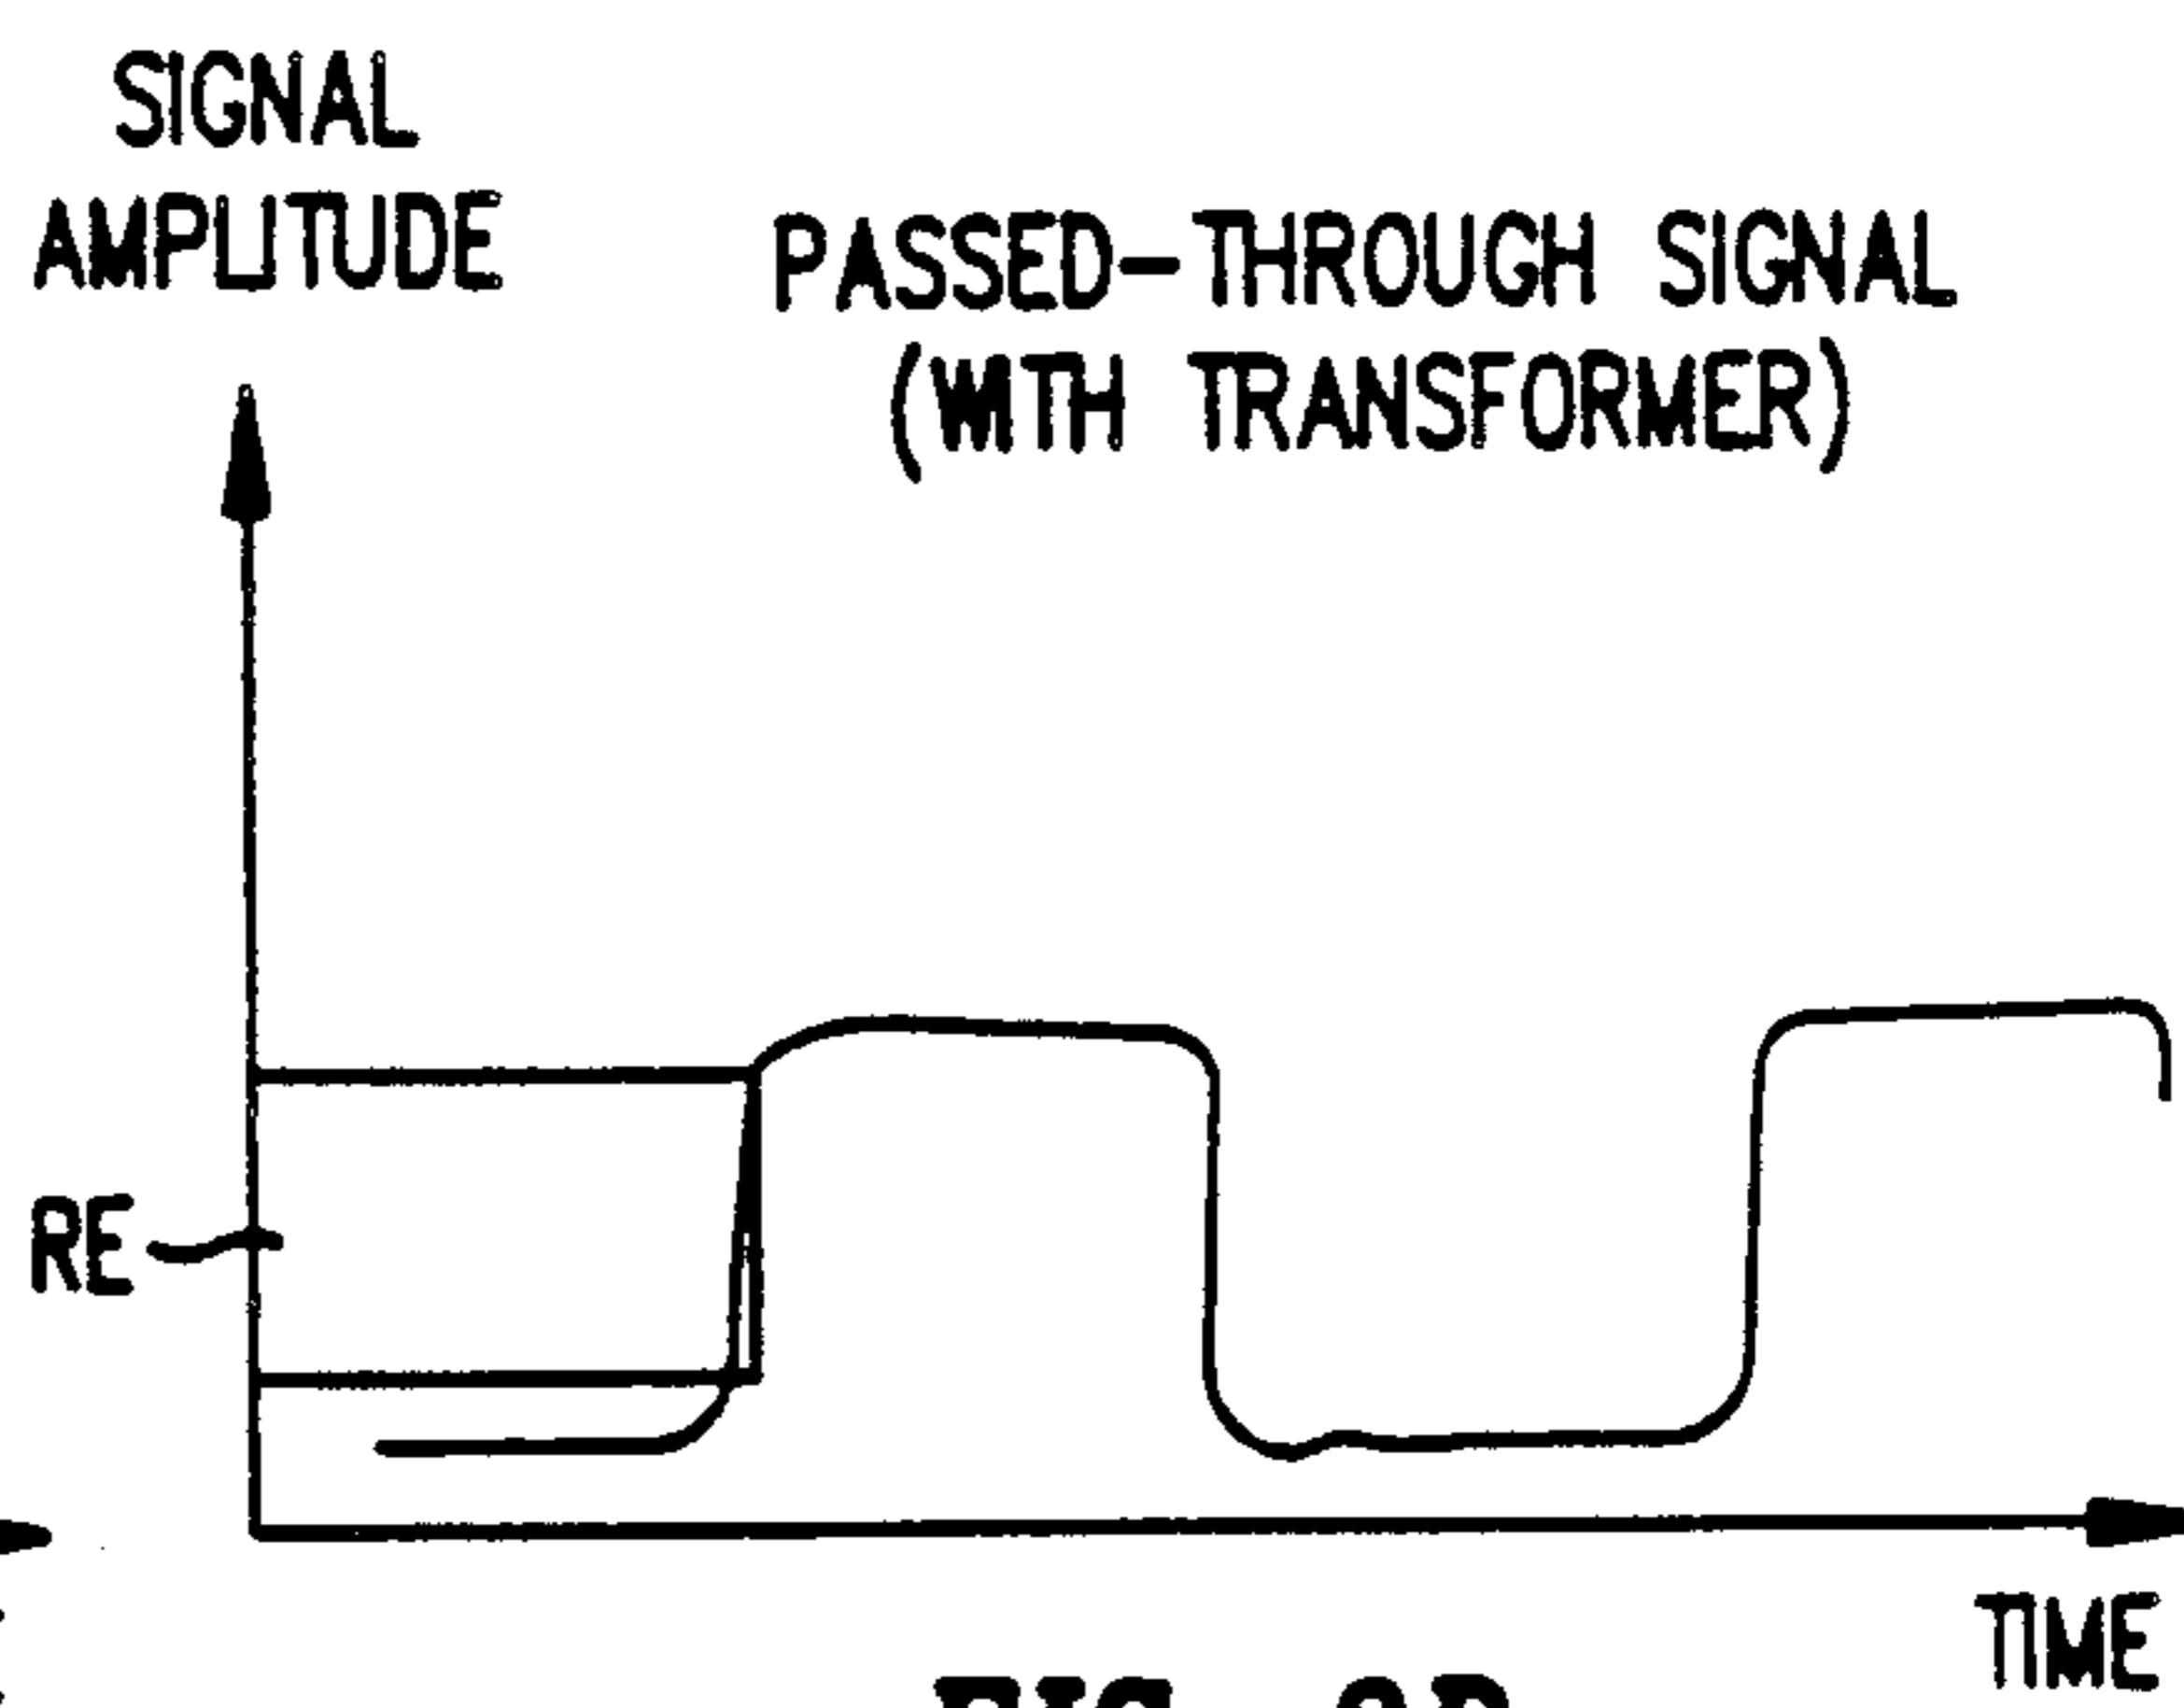 SIGNAL
AMPLITUDE
PASSED-THROUGH SIGNAL
(WITH TRANSFORMER)
RE
TIME